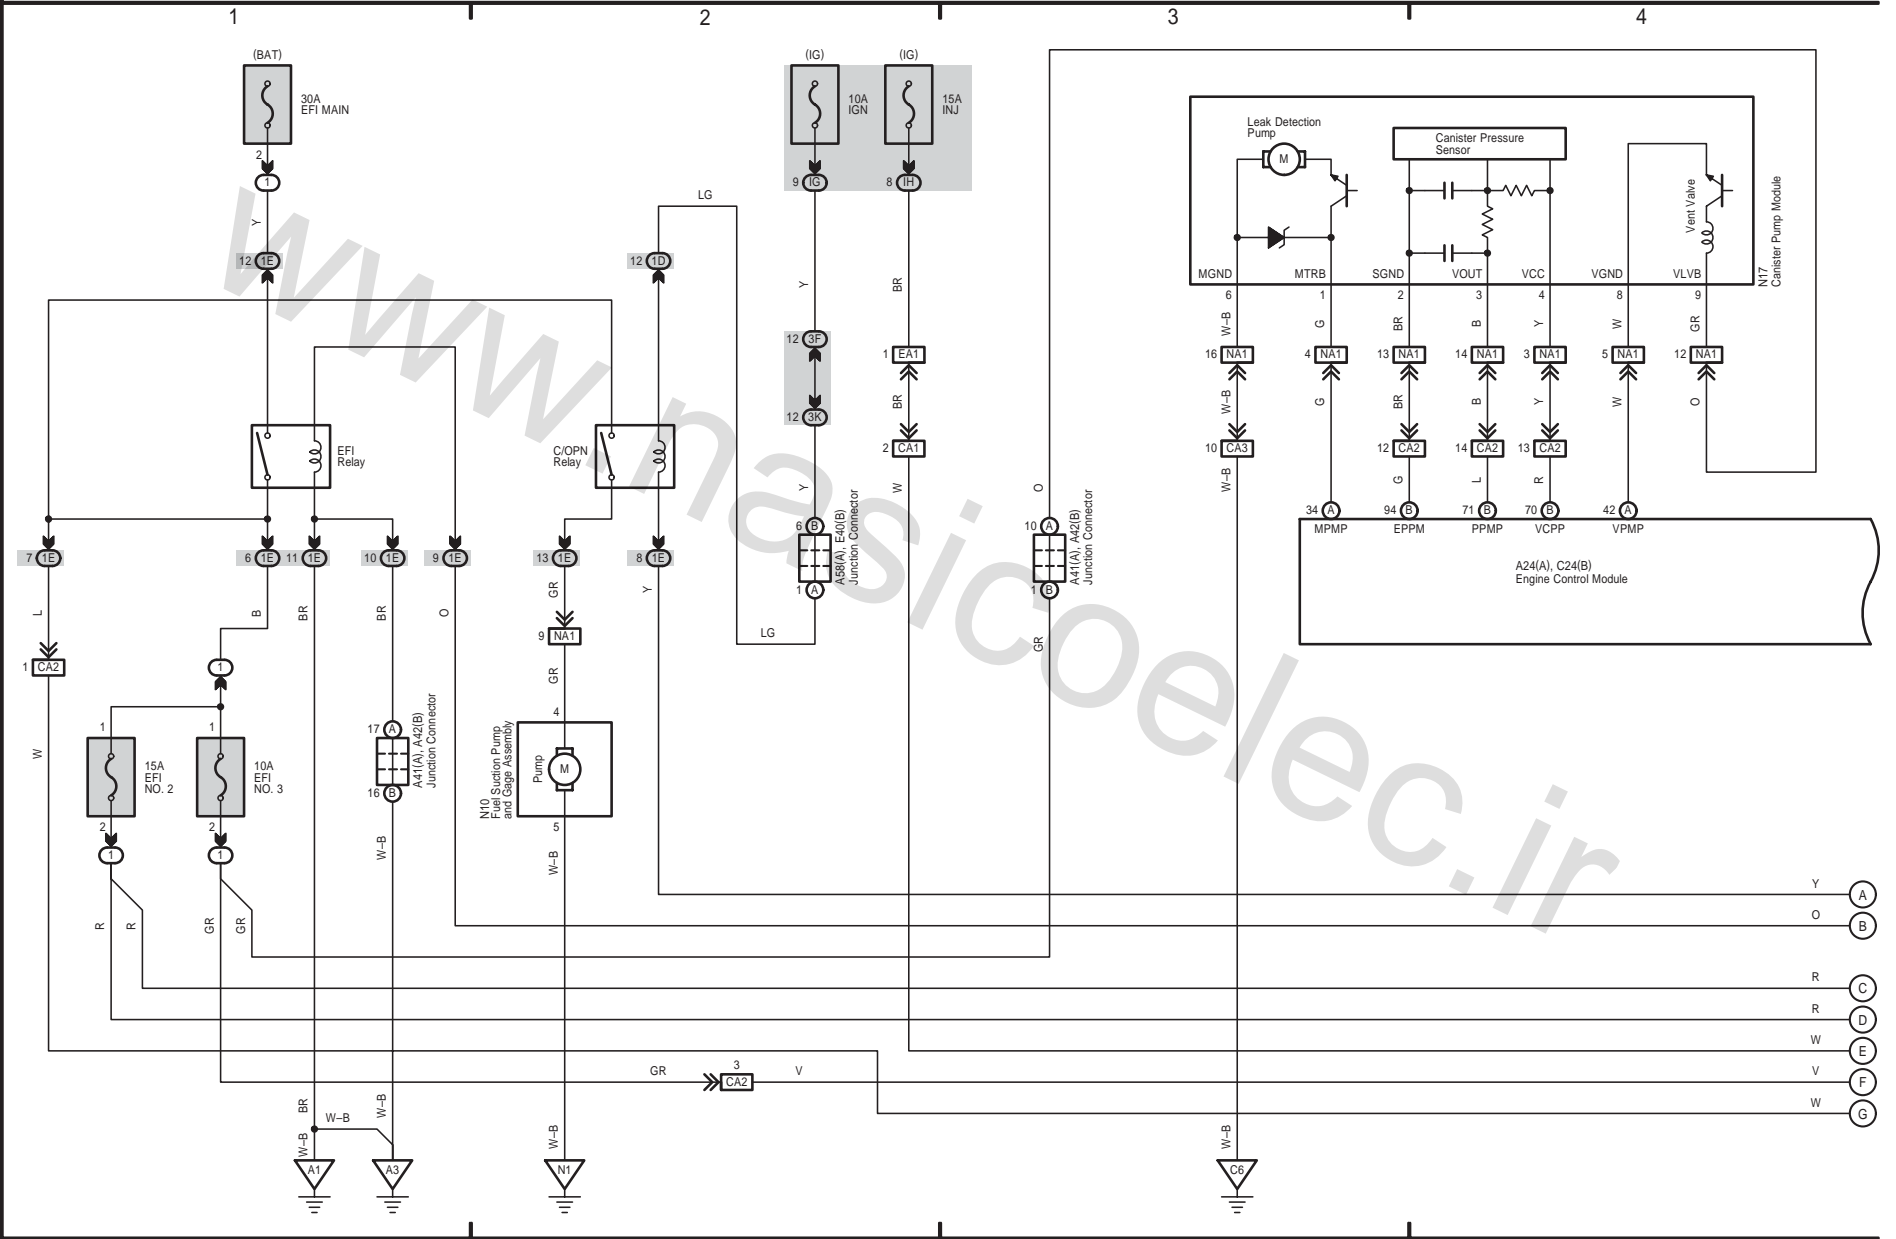 1
2
3
4
(BAT)
30A
EFI MAIN
2
1
Y
12 1E
(IG)
(IG)
10A
IGN
15A
INJ
9 IG
8 IH
LG
12 1D
Y
BR
12 3F
12 3K
1 EA1
BR
2 CA1
Y
W
EFI
Relay
C/OPN
Relay
7 1E
6 1E
11 1E
10 1E
9 1E
13 1E
8 1E
L
B
BR
BR
O
GR
Y
LG
6 B
1 A
A58(A), E40(B)
Junction Connector
O
10 A
1 B
A41(A), A42(B)
Junction Connector
GR
1 CA2
W
1
1
1
15A
EFI
NO. 2
10A
EFI
NO. 3
2
2
1
1
R
R
GR
GR
17 A
16 B
A41(A), A42(B)
Junction Connector
W–B
9 NA1
GR
4
N10
Fuel Suction Pump
and Gage Assembly
Pump
M
5
W–B
Leak Detection
Pump
M
Canister Pressure
Sensor
Vent Valve
N17
Canister Pump Module
MGND
MTRB
SGND
VOUT
VCC
VGND
VLVB
6
1
2
3
4
8
9
W–B
G
BR
B
Y
W
GR
16 NA1
4 NA1
13 NA1
14 NA1
3 NA1
5 NA1
12 NA1
W–B
G
BR
B
Y
W
O
10 CA3
12 CA2
14 CA2
13 CA2
W–B
G
L
R
34 A
94 B
71 B
70 B
42 A
MPMP
EPPM
PPMP
VCPP
VPMP
A24(A), C24(B)
Engine Control Module
Y
A
O
B
R
C
R
D
W
E
GR
3
CA2
V
V
F
W
G
BR
W–B
W–B
W–B
W–B
W–B
A1
A3
N1
C6
www.nasicoelec.ir